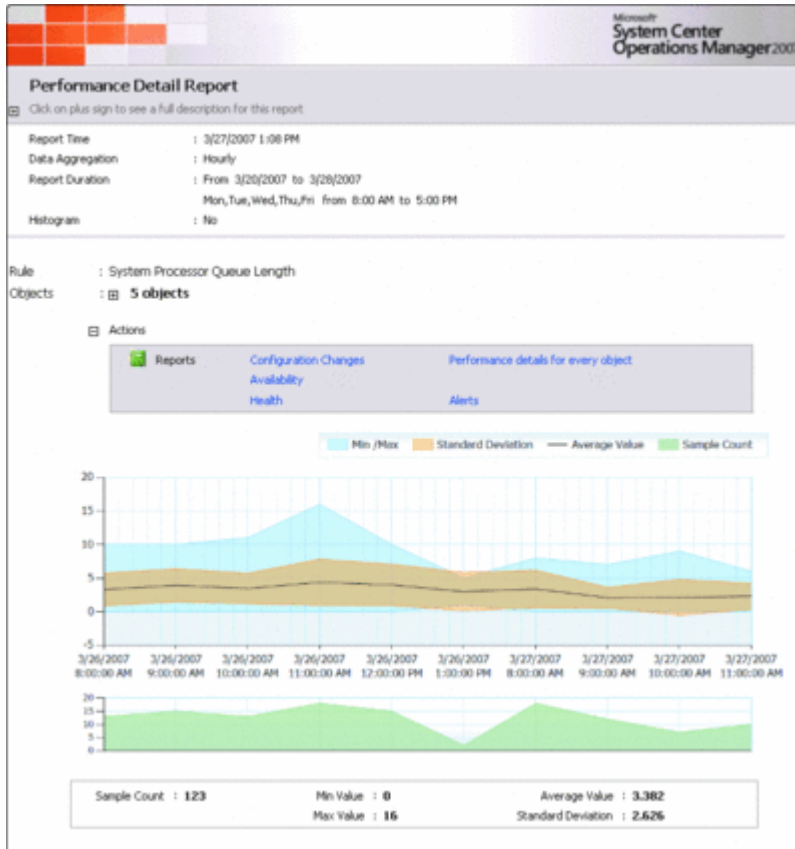 Microsoft
System Center
Operations Manager 2007
Performance Detail Report
Click on plus sign to see a full description for this report
Report Time : 3/27/2007 1:08 PM
Data Aggregation : Hourly
Report Duration : From 3/20/2007 to 3/28/2007
Mon,Tue,Wed,Thu,Fri from 8:00 AM to 5:00 PM
Histogram : No
Rule : System Processor Queue Length
Objects : 5 objects
Actions
Reports Configuration Changes Performance details for every object
Availability
Health Alerts
Min /Max Standard Deviation Average Value Sample Count
20
15
10
5
0
-5
3/26/2007 3/26/2007 3/26/2007 3/26/2007 3/26/2007 3/26/2007 3/27/2007 3/27/2007 3/27/2007 3/27/2007
8:00:00 AM 9:00:00 AM 10:00:00 AM 11:00:00 AM 12:00:00 PM 1:00:00 PM 8:00:00 AM 9:00:00 AM 10:00:00 AM 11:00:00 AM
20
15
10
5
0
Sample Count : 123 Min Value : 0 Average Value : 3.382
Max Value : 16 Standard Deviation : 2.626